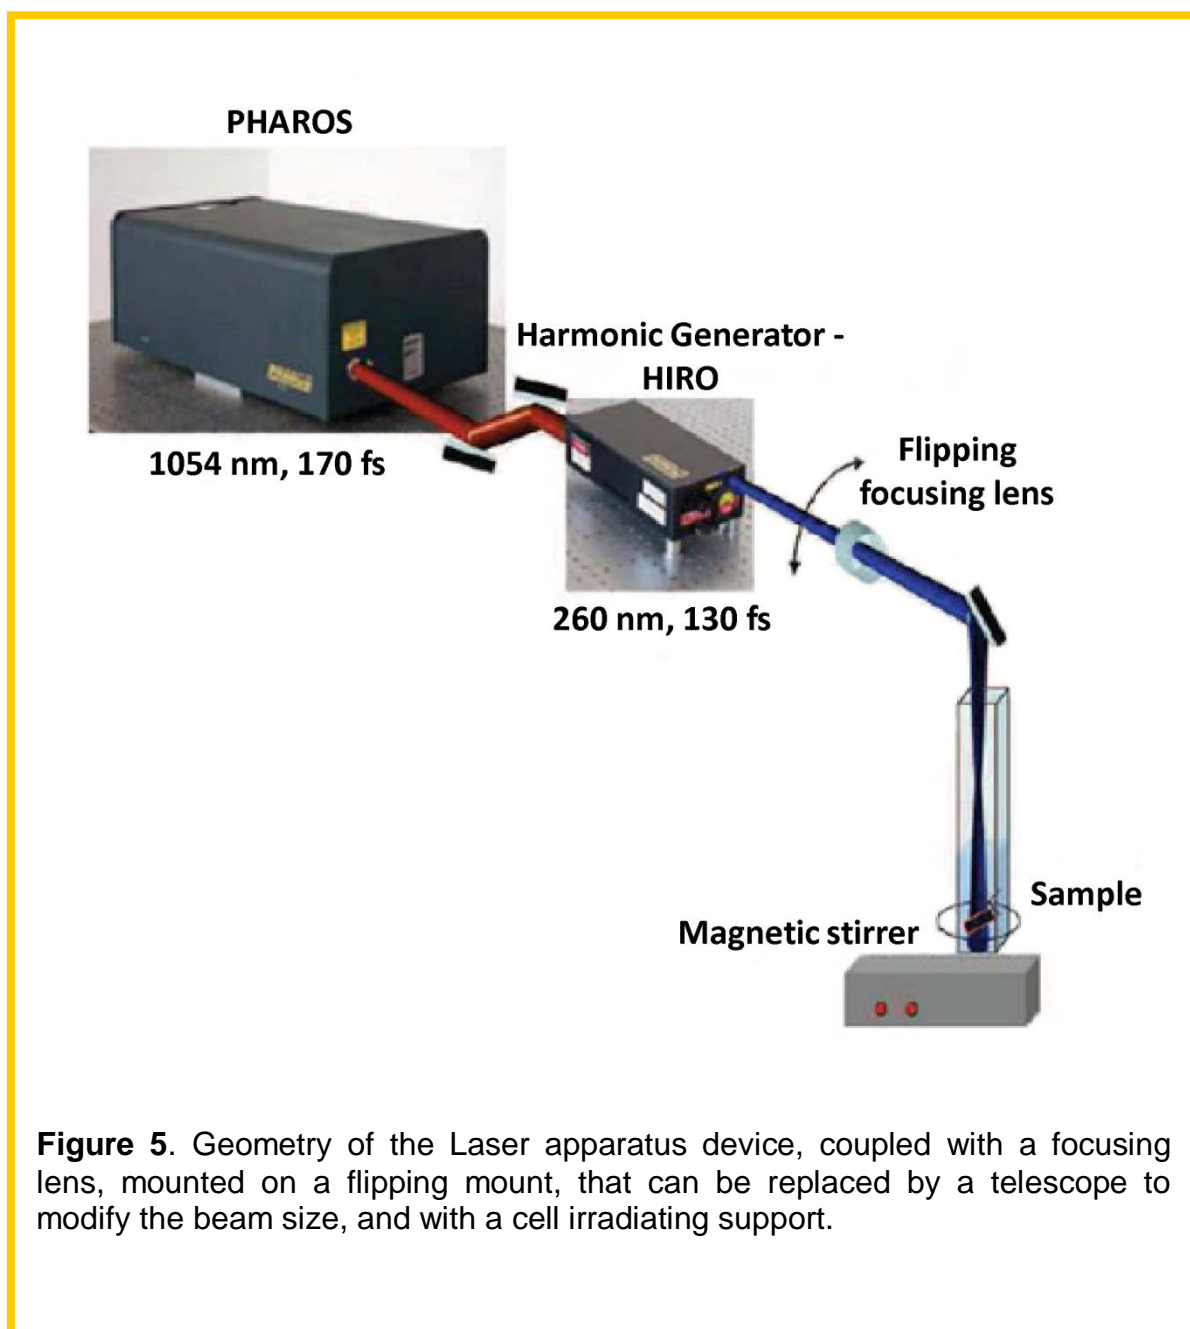 PHAROS
Harmonic Generator -
HIRO
1054 nm, 170 fs
Flipping
focusing lens
260 nm, 130 fs
Sample
Magnetic stirrer
Figure 5. Geometry of the Laser apparatus device, coupled with a focusing
lens, mounted on a flipping mount, that can be replaced by a telescope to
modify the beam size, and with a cell irradiating support.